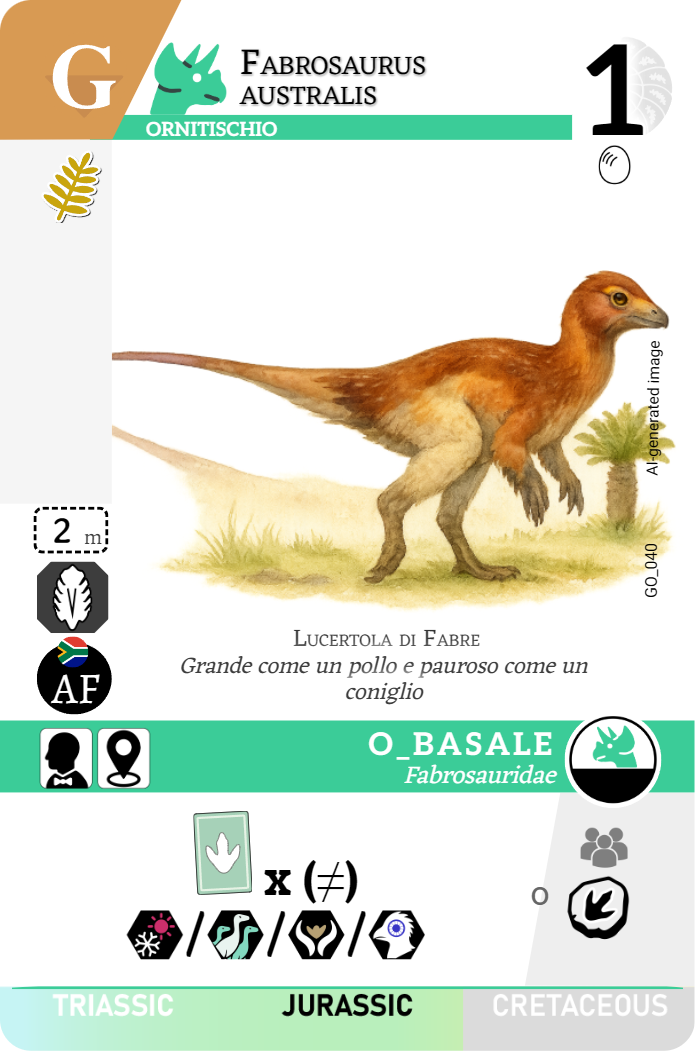 G
FABROSAURUS
AUSTRALIS
1
ORNITISCHIO
AI-generated image
2 m
GO_040
AF
LUCERTOLA DI FABRE
Grande come un pollo e pauroso come un
coniglio
O_BASALE
Fabrosauridae
x (≠)
/ / /
O
TRIASSIC JURASSIC CRETACEOUS